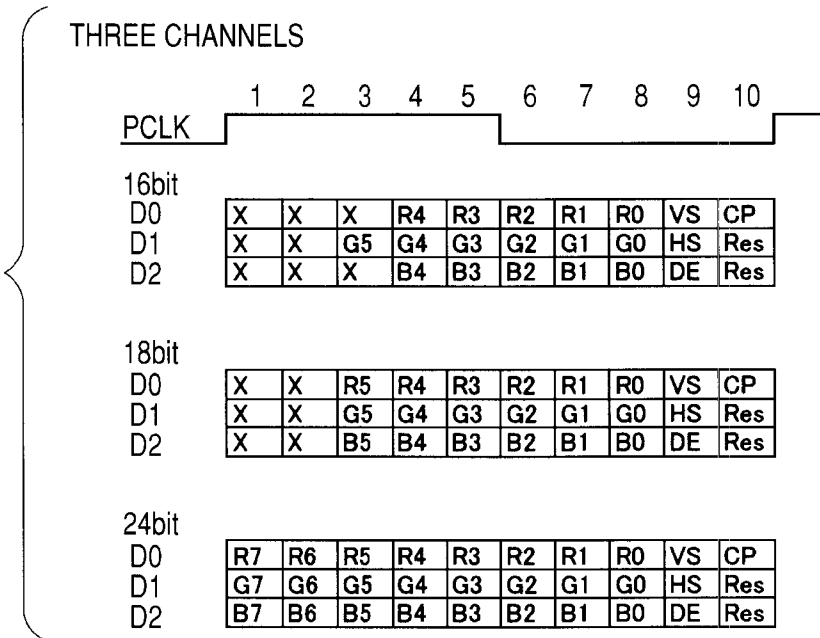 THREE CHANNELS
1 2 3 4 5 6 7 8 9 10
PCLK
16bit
D0 X X X R4 R3 R2 R1 R0 VS CP
D1 X X G5 G4 G3 G2 G1 G0 HS Res
D2 X X X B4 B3 B2 B1 B0 DE Res
18bit
D0 X X R5 R4 R3 R2 R1 R0 VS CP
D1 X X G5 G4 G3 G2 G1 G0 HS Res
D2 X X B5 B4 B3 B2 B1 B0 DE Res
24bit
D0 R7 R6 R5 R4 R3 R2 R1 R0 VS CP
D1 G7 G6 G5 G4 G3 G2 G1 G0 HS Res
D2 B7 B6 B5 B4 B3 B2 B1 B0 DE Res